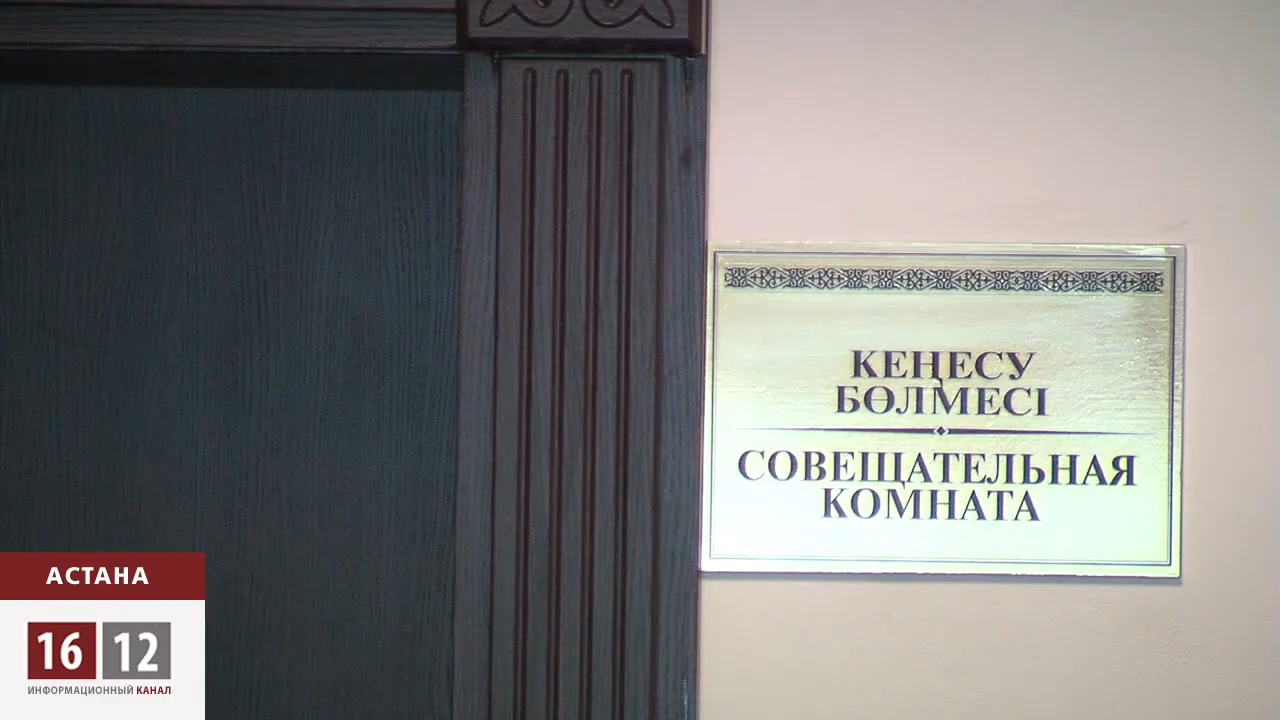 КЕҢЕСУ
БӨЛМЕСІ
СОВЕЩАТЕЛЬНАЯ
КОМНАТА
АСТАНА
16 12
ИНФОРМАЦИОННЫЙ КАНАЛ